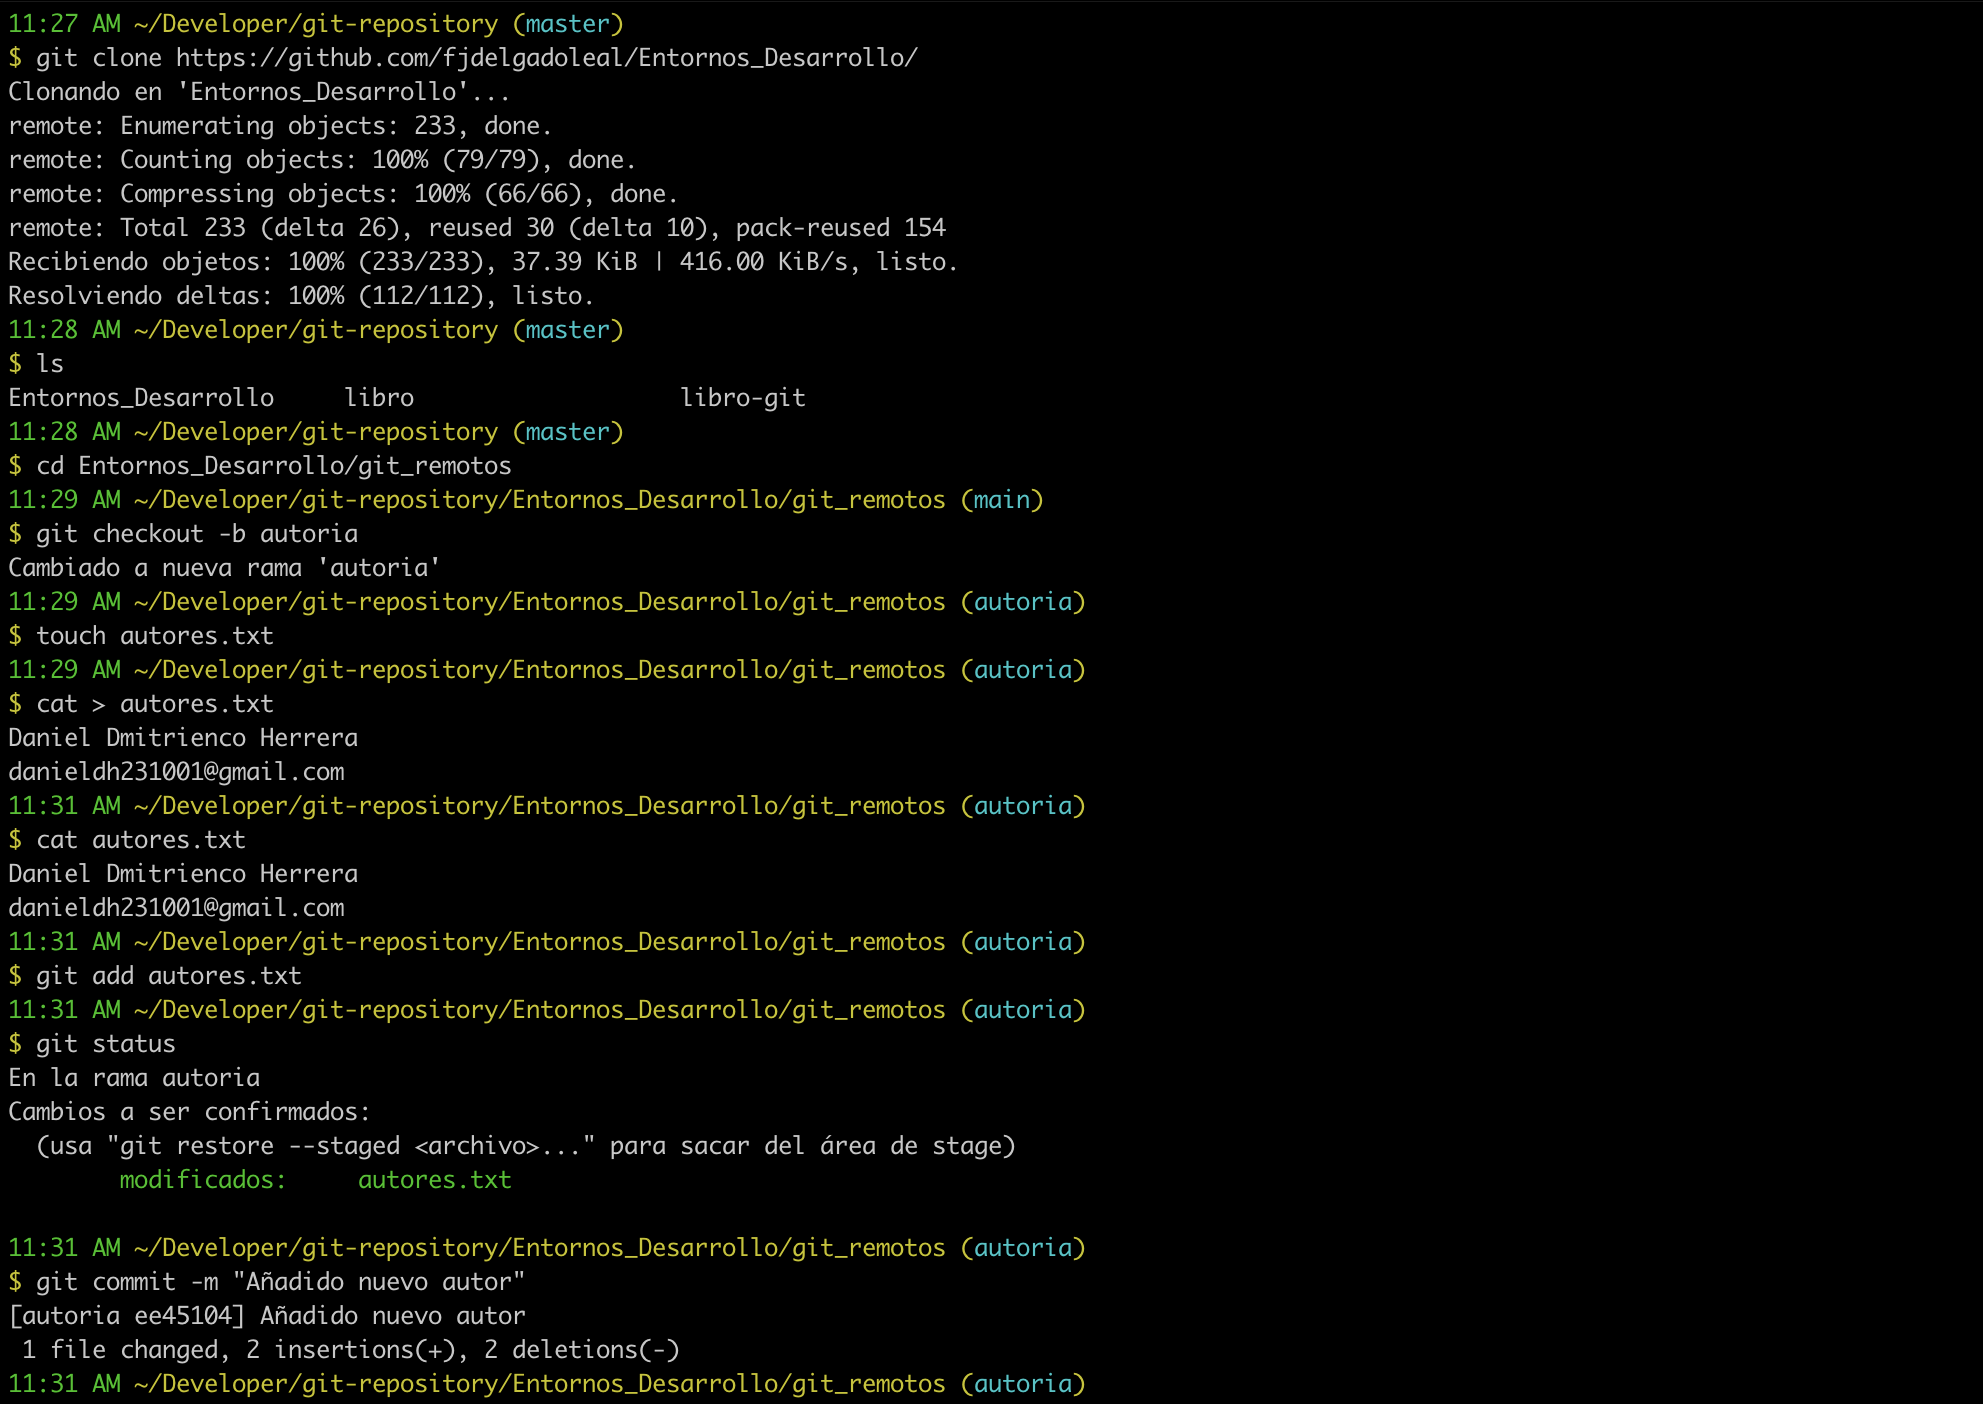 11:27 AM ~/Developer/git-repository (master)
$ git clone https://github.com/fjdelgadoleal/Entornos_Desarrollo/
Clonando en 'Entornos_Desarrollo'...
remote: Enumerating objects: 233, done.
remote: Counting objects: 100% (79/79), done.
remote: Compressing objects: 100% (66/66), done.
remote: Total 233 (delta 26), reused 30 (delta 10), pack-reused 154
Recibiendo objetos: 100% (233/233), 37.39 KiB | 416.00 KiB/s, listo.
Resolviendo deltas: 100% (112/112), listo.
11:28 AM ~/Developer/git-repository (master)
$ ls
Entornos_Desarrollo     libro                   libro-git
11:28 AM ~/Developer/git-repository (master)
$ cd Entornos_Desarrollo/git_remotos
11:29 AM ~/Developer/git-repository/Entornos_Desarrollo/git_remotos (main)
$ git checkout -b autoria
Cambiado a nueva rama 'autoria'
11:29 AM ~/Developer/git-repository/Entornos_Desarrollo/git_remotos (autoria)
$ touch autores.txt
11:29 AM ~/Developer/git-repository/Entornos_Desarrollo/git_remotos (autoria)
$ cat > autores.txt
Daniel Dmitrienco Herrera
danieldh231001@gmail.com
11:31 AM ~/Developer/git-repository/Entornos_Desarrollo/git_remotos (autoria)
$ cat autores.txt
Daniel Dmitrienco Herrera
danieldh231001@gmail.com
11:31 AM ~/Developer/git-repository/Entornos_Desarrollo/git_remotos (autoria)
$ git add autores.txt
11:31 AM ~/Developer/git-repository/Entornos_Desarrollo/git_remotos (autoria)
$ git status
En la rama autoria
Cambios a ser confirmados:
  (usa "git restore --staged <archivo>..." para sacar del área de stage)
        modificados:     autores.txt

11:31 AM ~/Developer/git-repository/Entornos_Desarrollo/git_remotos (autoria)
$ git commit -m "Añadido nuevo autor"
[autoria ee45104] Añadido nuevo autor
 1 file changed, 2 insertions(+), 2 deletions(-)
11:31 AM ~/Developer/git-repository/Entornos_Desarrollo/git_remotos (autoria)